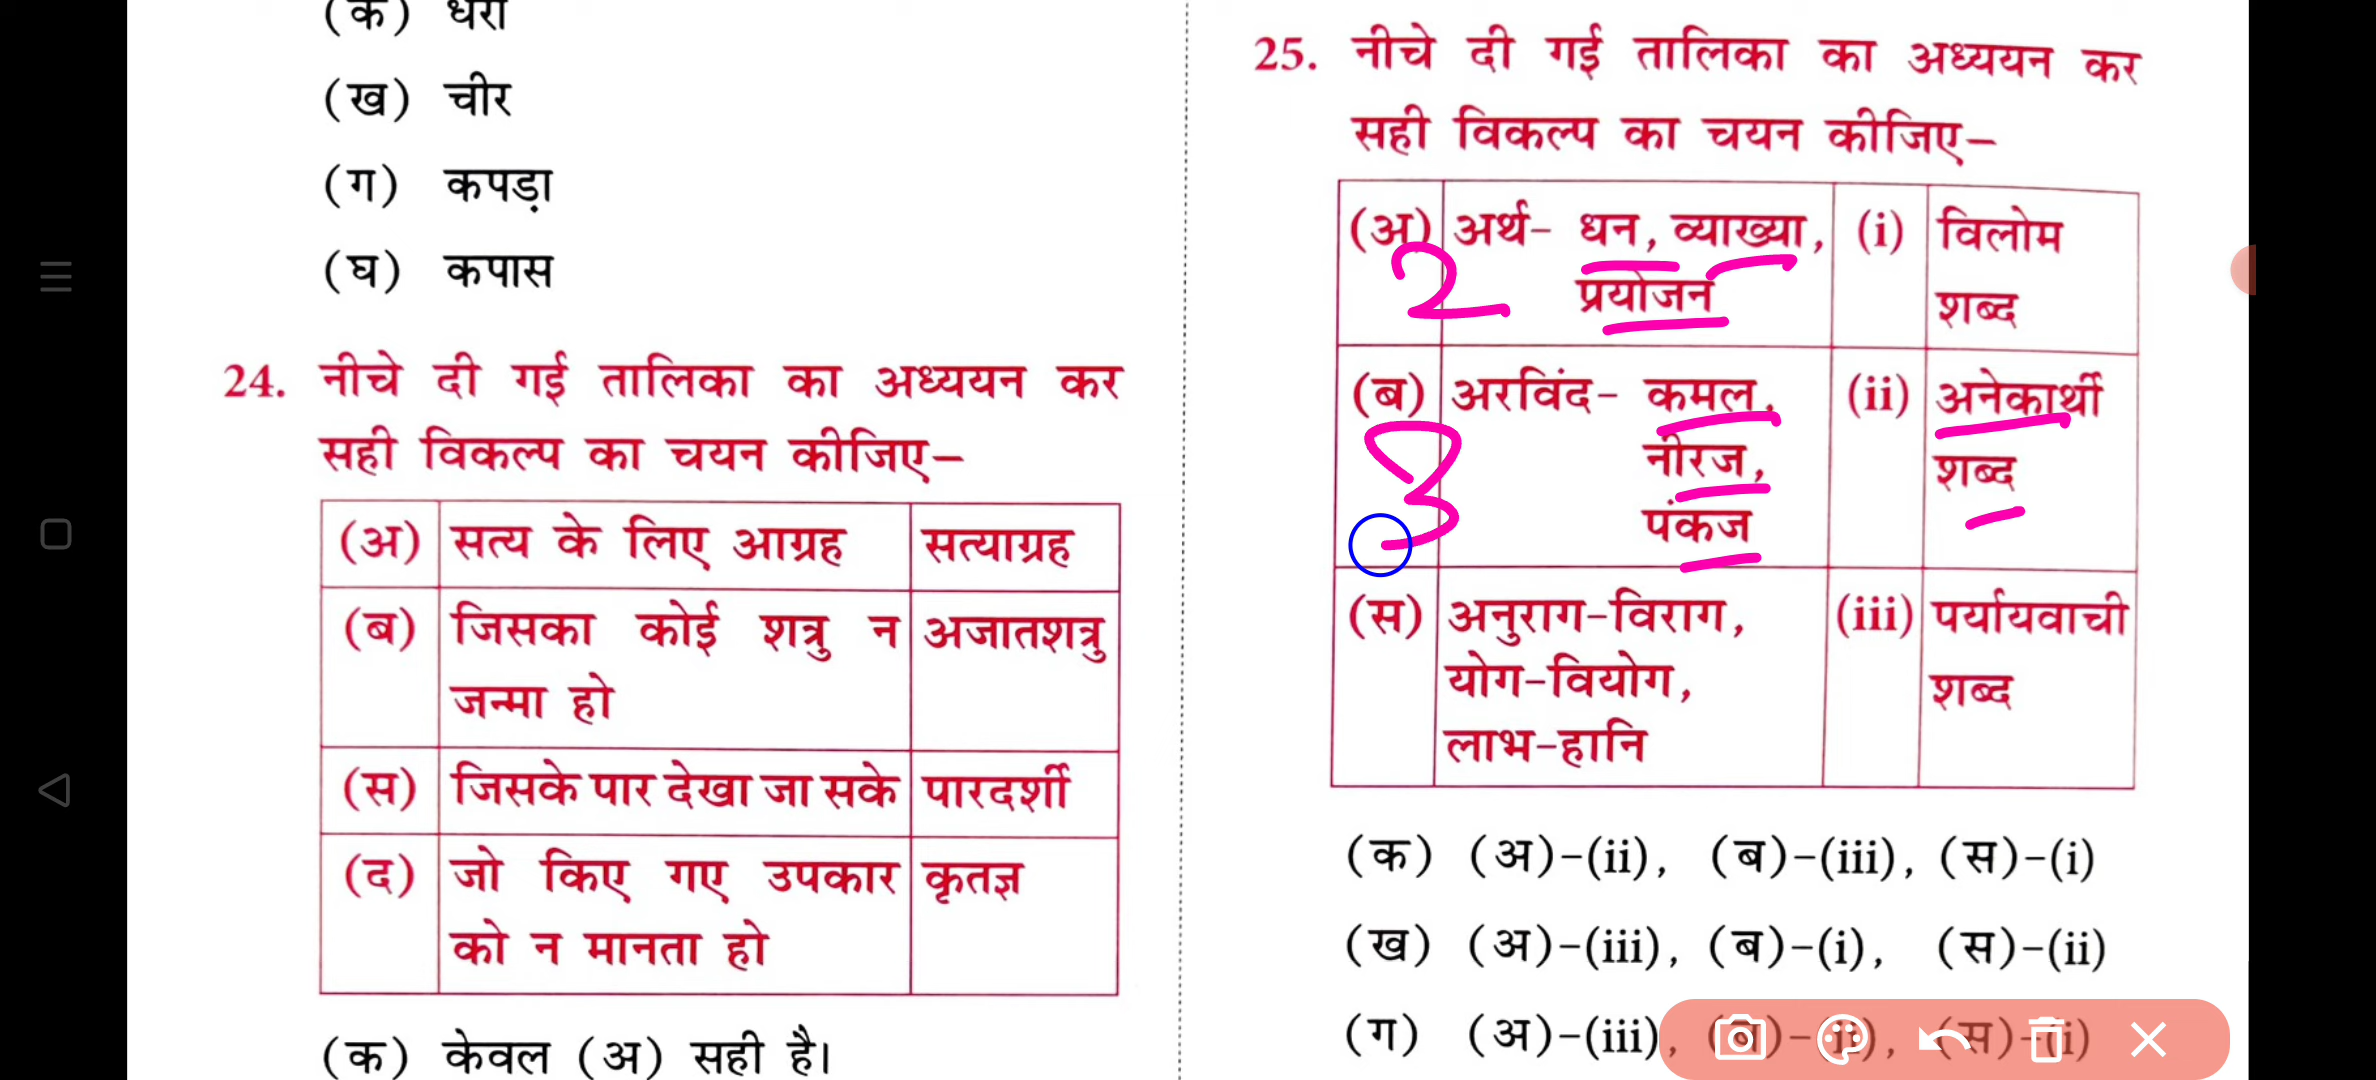 (क) धरा
(ख) चीर
(ग) कपड़ा
(घ) कपास
24. नीचे दी गई तालिका का अध्ययन कर
सही विकल्प का चयन कीजिए–
(अ) सत्य के लिए आग्रह सत्याग्रह
(ब) जिसका कोई शत्रु न अजातशत्रु
जन्मा हो
(स) जिसके पार देखा जा सके पारदर्शी
(द) जो किए गए उपकार कृतज्ञ
को न मानता हो
(क) केवल (अ) सही है।
25. नीचे दी गई तालिका का अध्ययन कर
सही विकल्प का चयन कीजिए–
(अ) अर्थ– धन, व्याख्या, (i) विलोम
2 प्रयोजन शब्द
(ब) अरविंद– कमल, (ii) अनेकार्थी
3 नीरज, शब्द
पंकज
(स) अनुराग–विराग, (iii) पर्यायवाची
योग–वियोग, शब्द
लाभ–हानि
(क) (अ)–(ii), (ब)–(iii), (स)–(i)
(ख) (अ)–(iii), (ब)–(i), (स)–(ii)
(ग) (अ)–(iii), (ब)–(ii), (स)–(i)